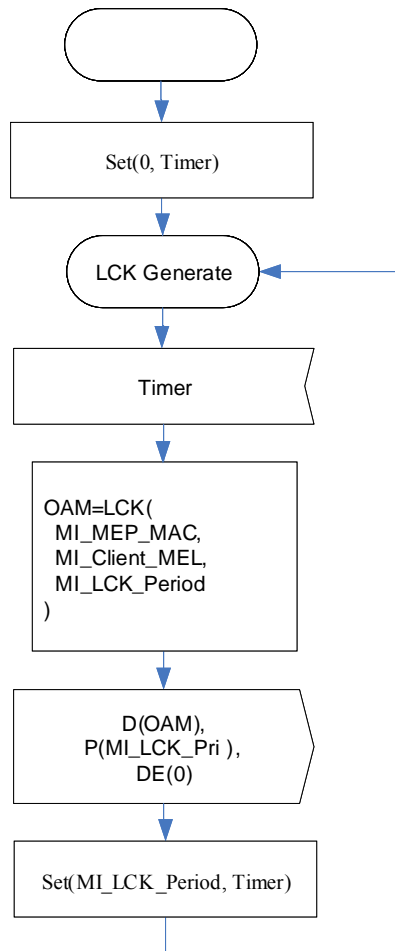 Set(0, Timer)
LCK Generate
Timer
OAM=LCK(
MI_MEP_MAC,
MI_Client_MEL,
MI_LCK_Period
)
D(OAM),
P(MI_LCK_Pri ),
DE(0)
Set(MI_LCK_Period, Timer)